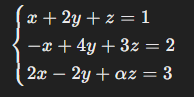 x + 2y + z = 1
−x + 4y + 3z = 2
2x − 2y + αz = 3